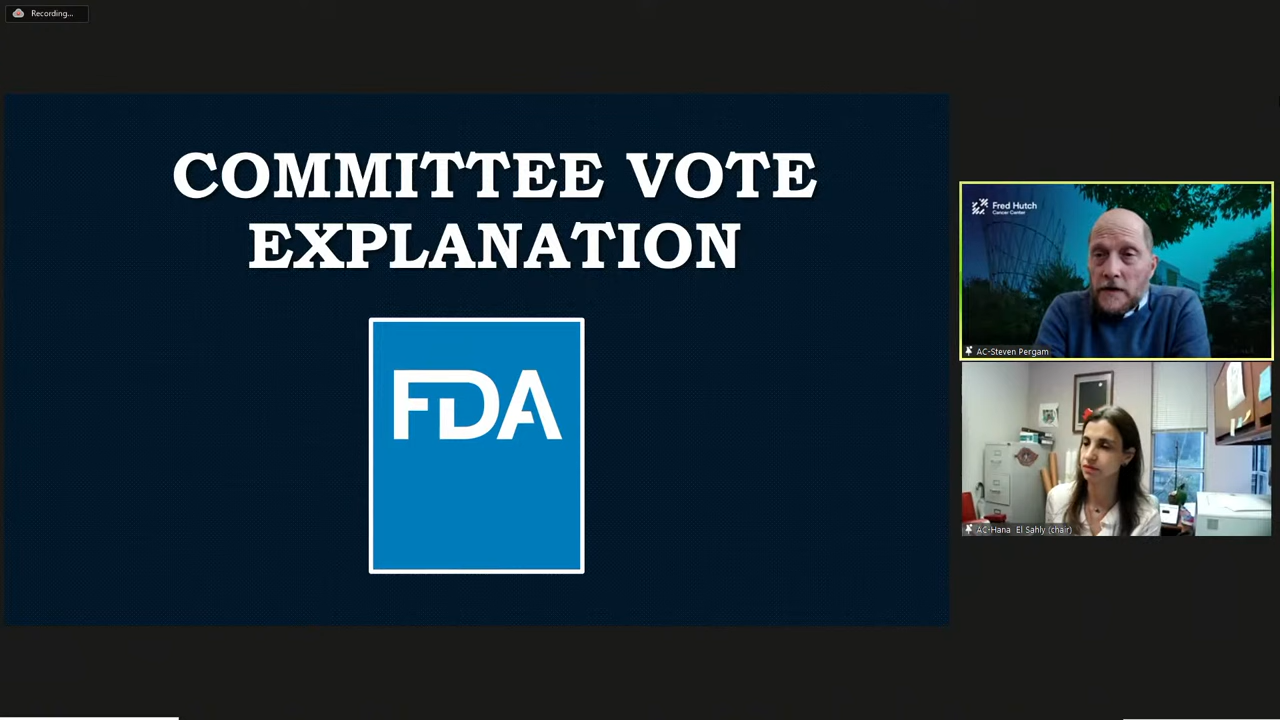 Recording...
COMMITTEE VOTE
EXPLANATION
FDA
Fred Hutch
Cancer Center
AC-Steven Pergam
AC-Hana El Sahly (chair)